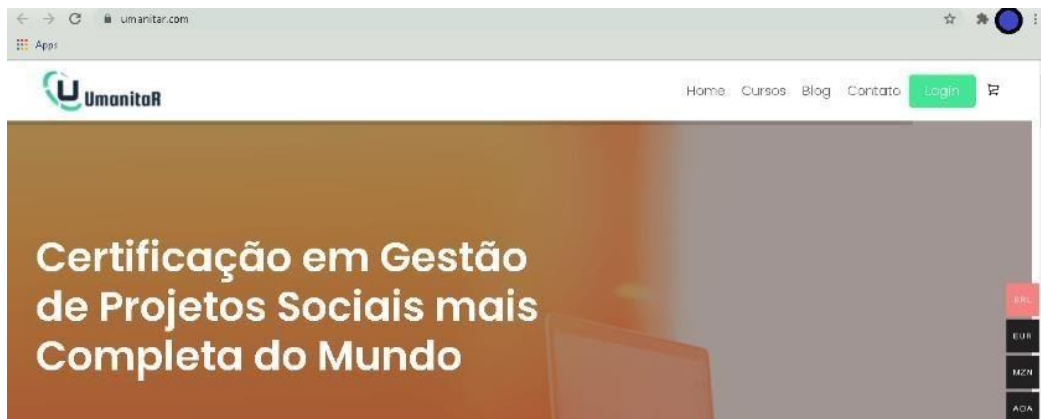 umanitar.com
Apps
U UmanitaR
Home Cursos Blog Contato Login
Certificação em Gestão
de Projetos Sociais mais
Completa do Mundo
BRL
EUR
MZN
AOA